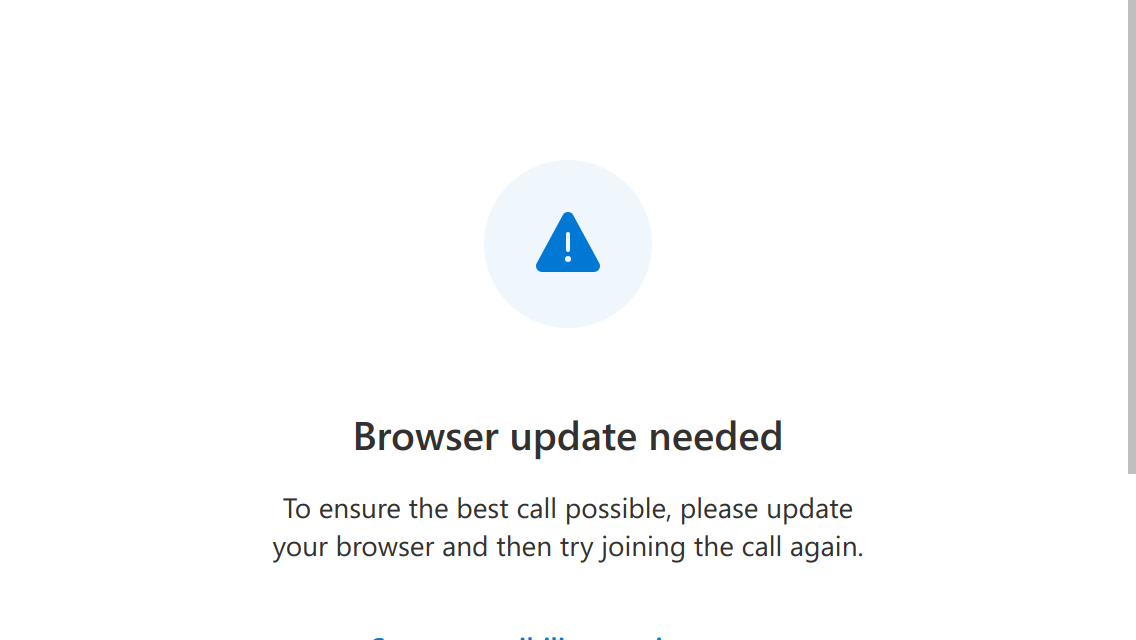 Browser update needed
To ensure the best call possible, please update
your browser and then try joining the call again.